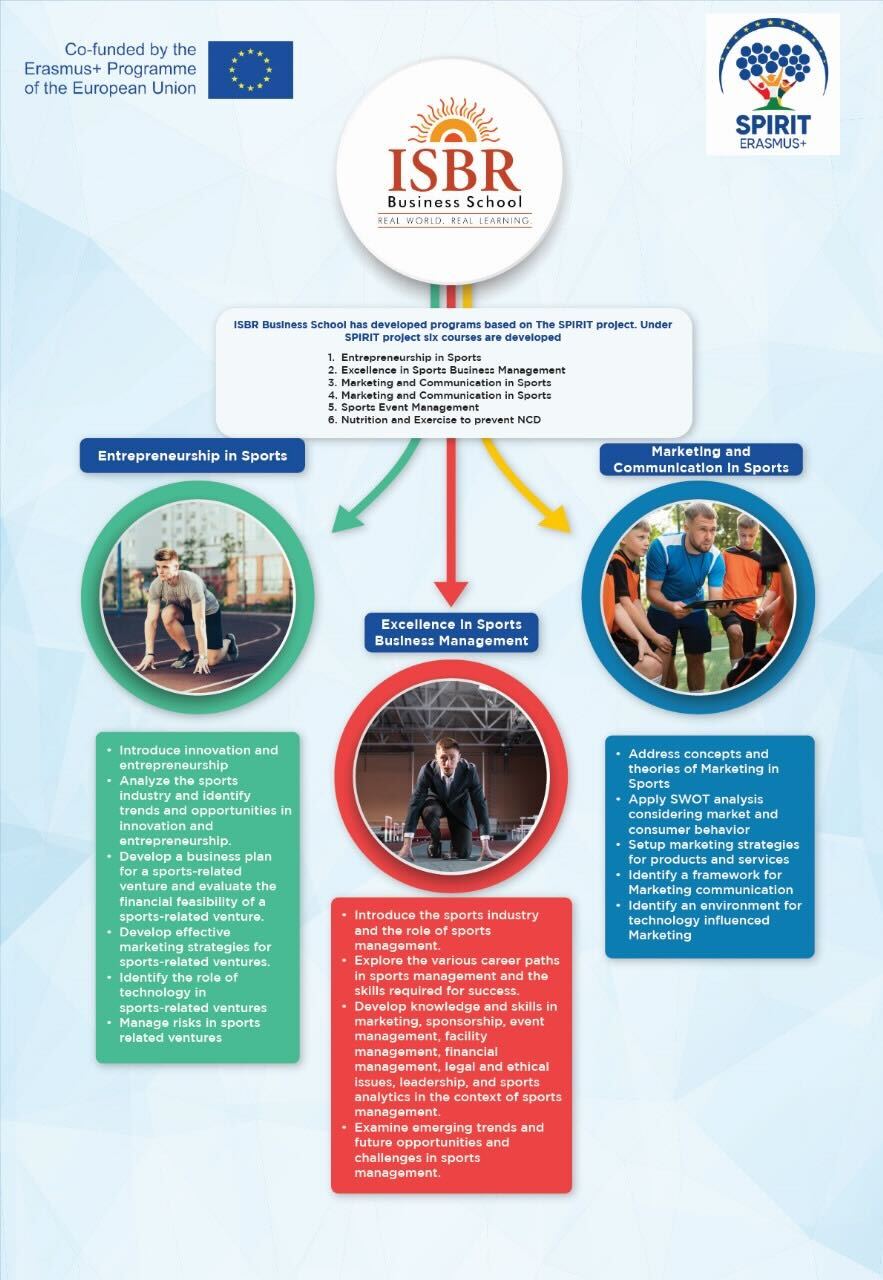 Co-funded by the
Erasmus+ Programme
of the European Union
SPIRIT
ERASMUS+
ISBR
Business School
REAL WORLD. REAL LEARNING.
ISBR Business School has developed programs based on The SPIRIT project. Under
SPIRIT project six courses are developed
1. Entrepreneurship in Sports
2. Excellence in Sports Business Management
3. Marketing and Communication in Sports
4. Marketing and Communication in Sports
5. Sports Event Management
6. Nutrition and Exercise to prevent NCD
Entrepreneurship in Sports
• Introduce innovation and
entrepreneurship
• Analyze the sports
industry and identify
trends and opportunities in
innovation and
entrepreneurship.
• Develop a business plan
for a sports-related
venture and evaluate the
financial feasibility of a
sports-related venture.
• Develop effective
marketing strategies for
sports-related ventures.
• Identify the role of
technology in
sports-related ventures
• Manage risks in sports
related ventures
Excellence in Sports
Business Management
• Introduce the sports industry
and the role of sports
management.
• Explore the various career paths
in sports management and the
skills required for success.
• Develop knowledge and skills in
marketing, sponsorship, event
management, facility
management, financial
management, legal and ethical
issues, leadership, and sports
analytics in the context of sports
management.
• Examine emerging trends and
future opportunities and
challenges in sports
management.
Marketing and
Communication in Sports
• Address concepts and
theories of Marketing in
Sports
• Apply SWOT analysis
considering market and
consumer behavior
• Setup marketing strategies
for products and services
• Identify a framework for
Marketing communication
• Identify an environment for
technology influenced
Marketing